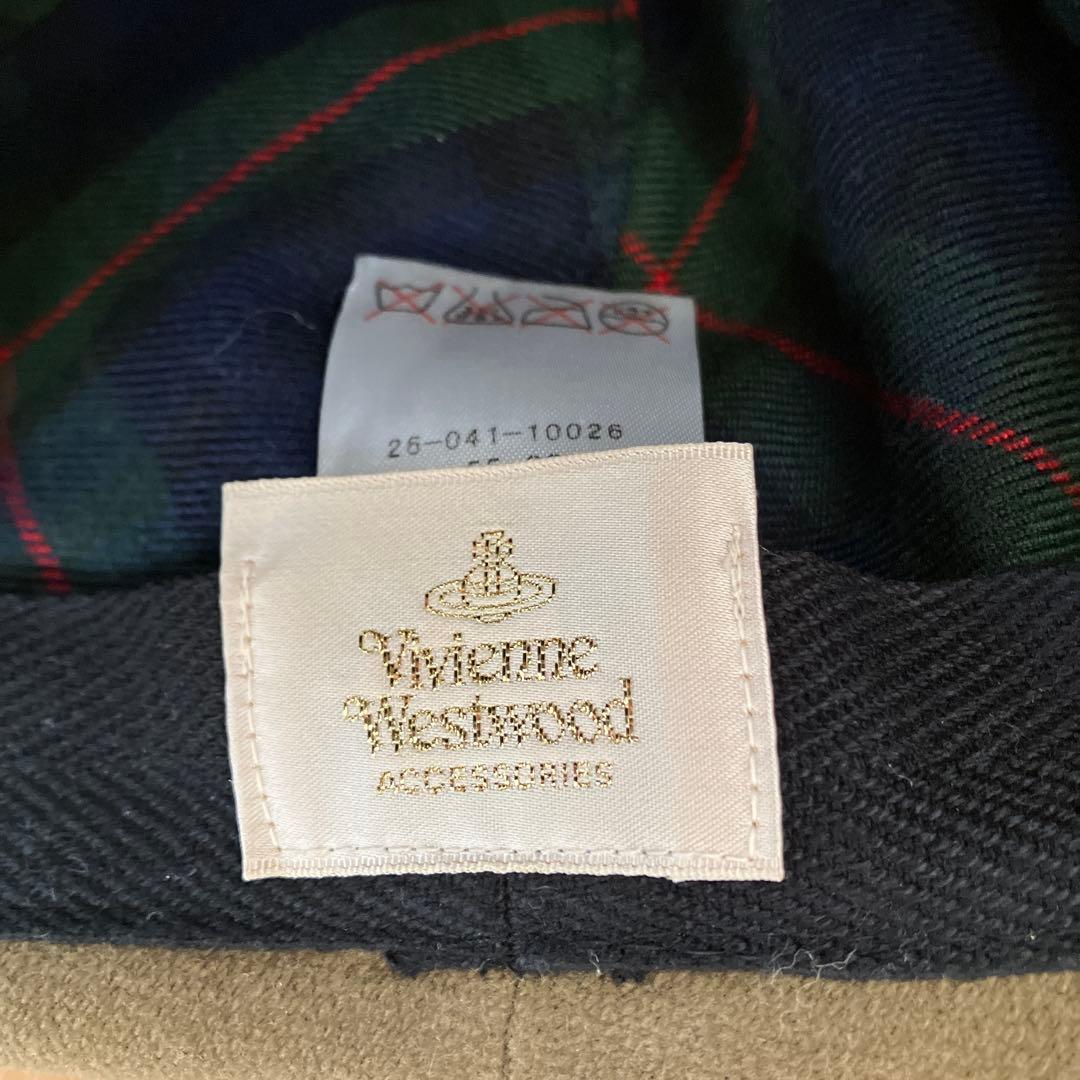 26-041-10026
Vivienne
Westwood
ACCESSORIES